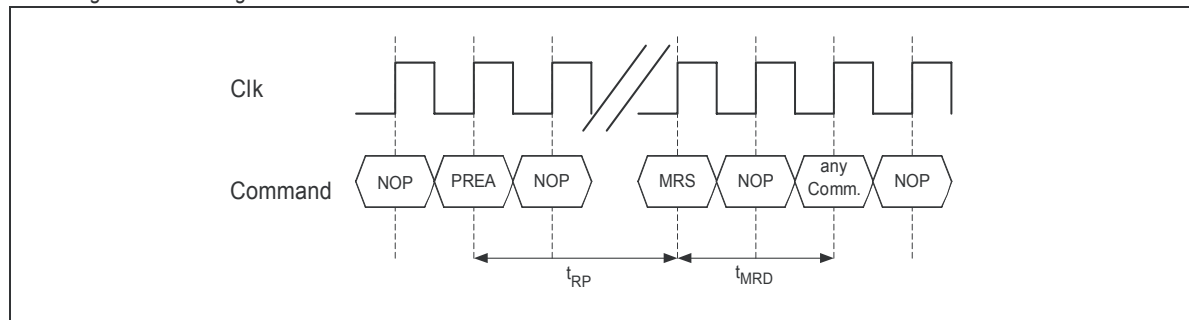 Clk
Command
NOP
PREA
NOP
MRS
NOP
any
Comm.
NOP
tRP
tMRD